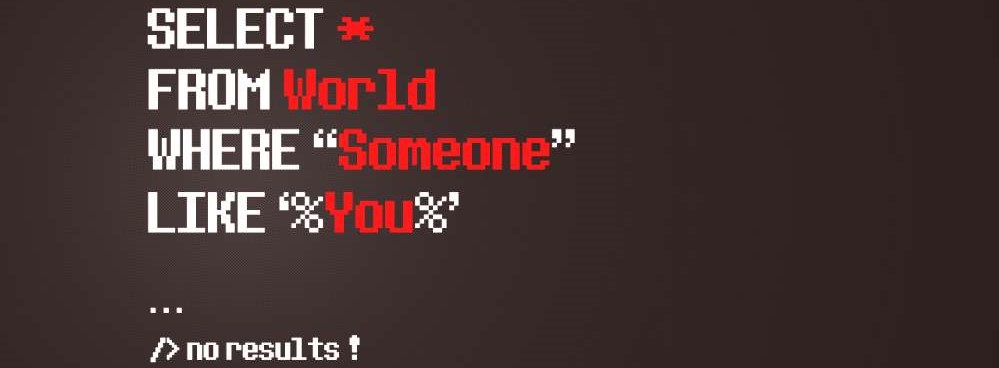 SELECT *
FROM World
WHERE “Someone”
LIKE ‘%You%’
...
/> no results !